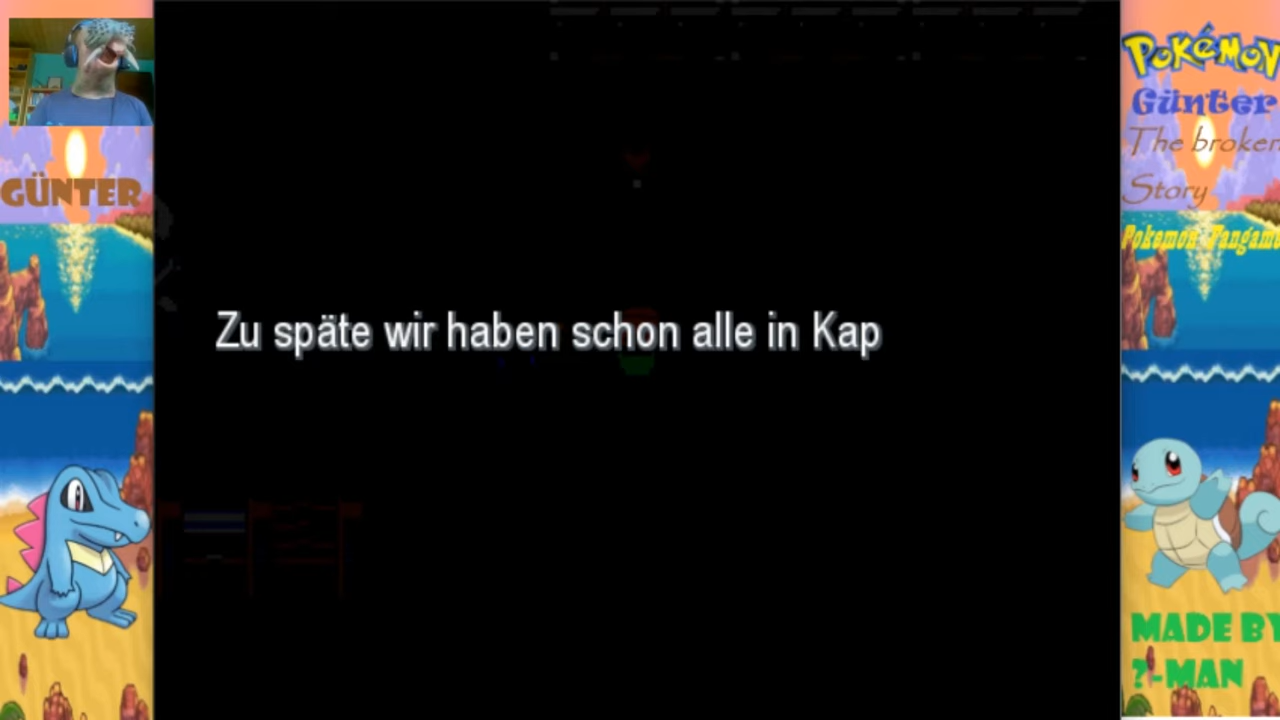 GÜNTER
Zu späte wir haben schon alle in Kap
POKéMON
Günter
The broken
Story
Pokemon Fangame
MADE BY
?-MAN